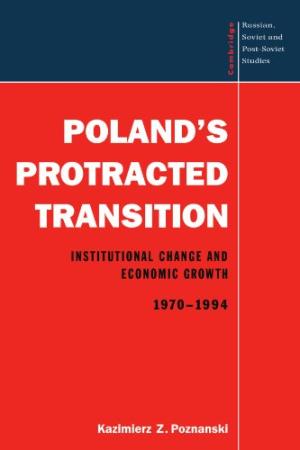 Cambridge
Russian,
Soviet and
Post-Soviet
Studies
POLAND'S
PROTRACTED
TRANSITION
INSTITUTIONAL CHANGE AND
ECONOMIC GROWTH
1970–1994
Kazimierz Z. Poznanski